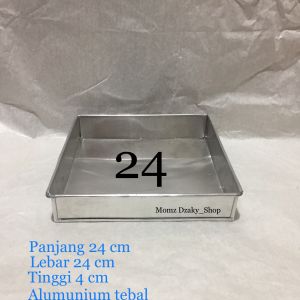 24
Momz Dzaky_Shop
Panjang 24 cm
Lebar 24 cm
Tinggi 4 cm
Alumunium tebal